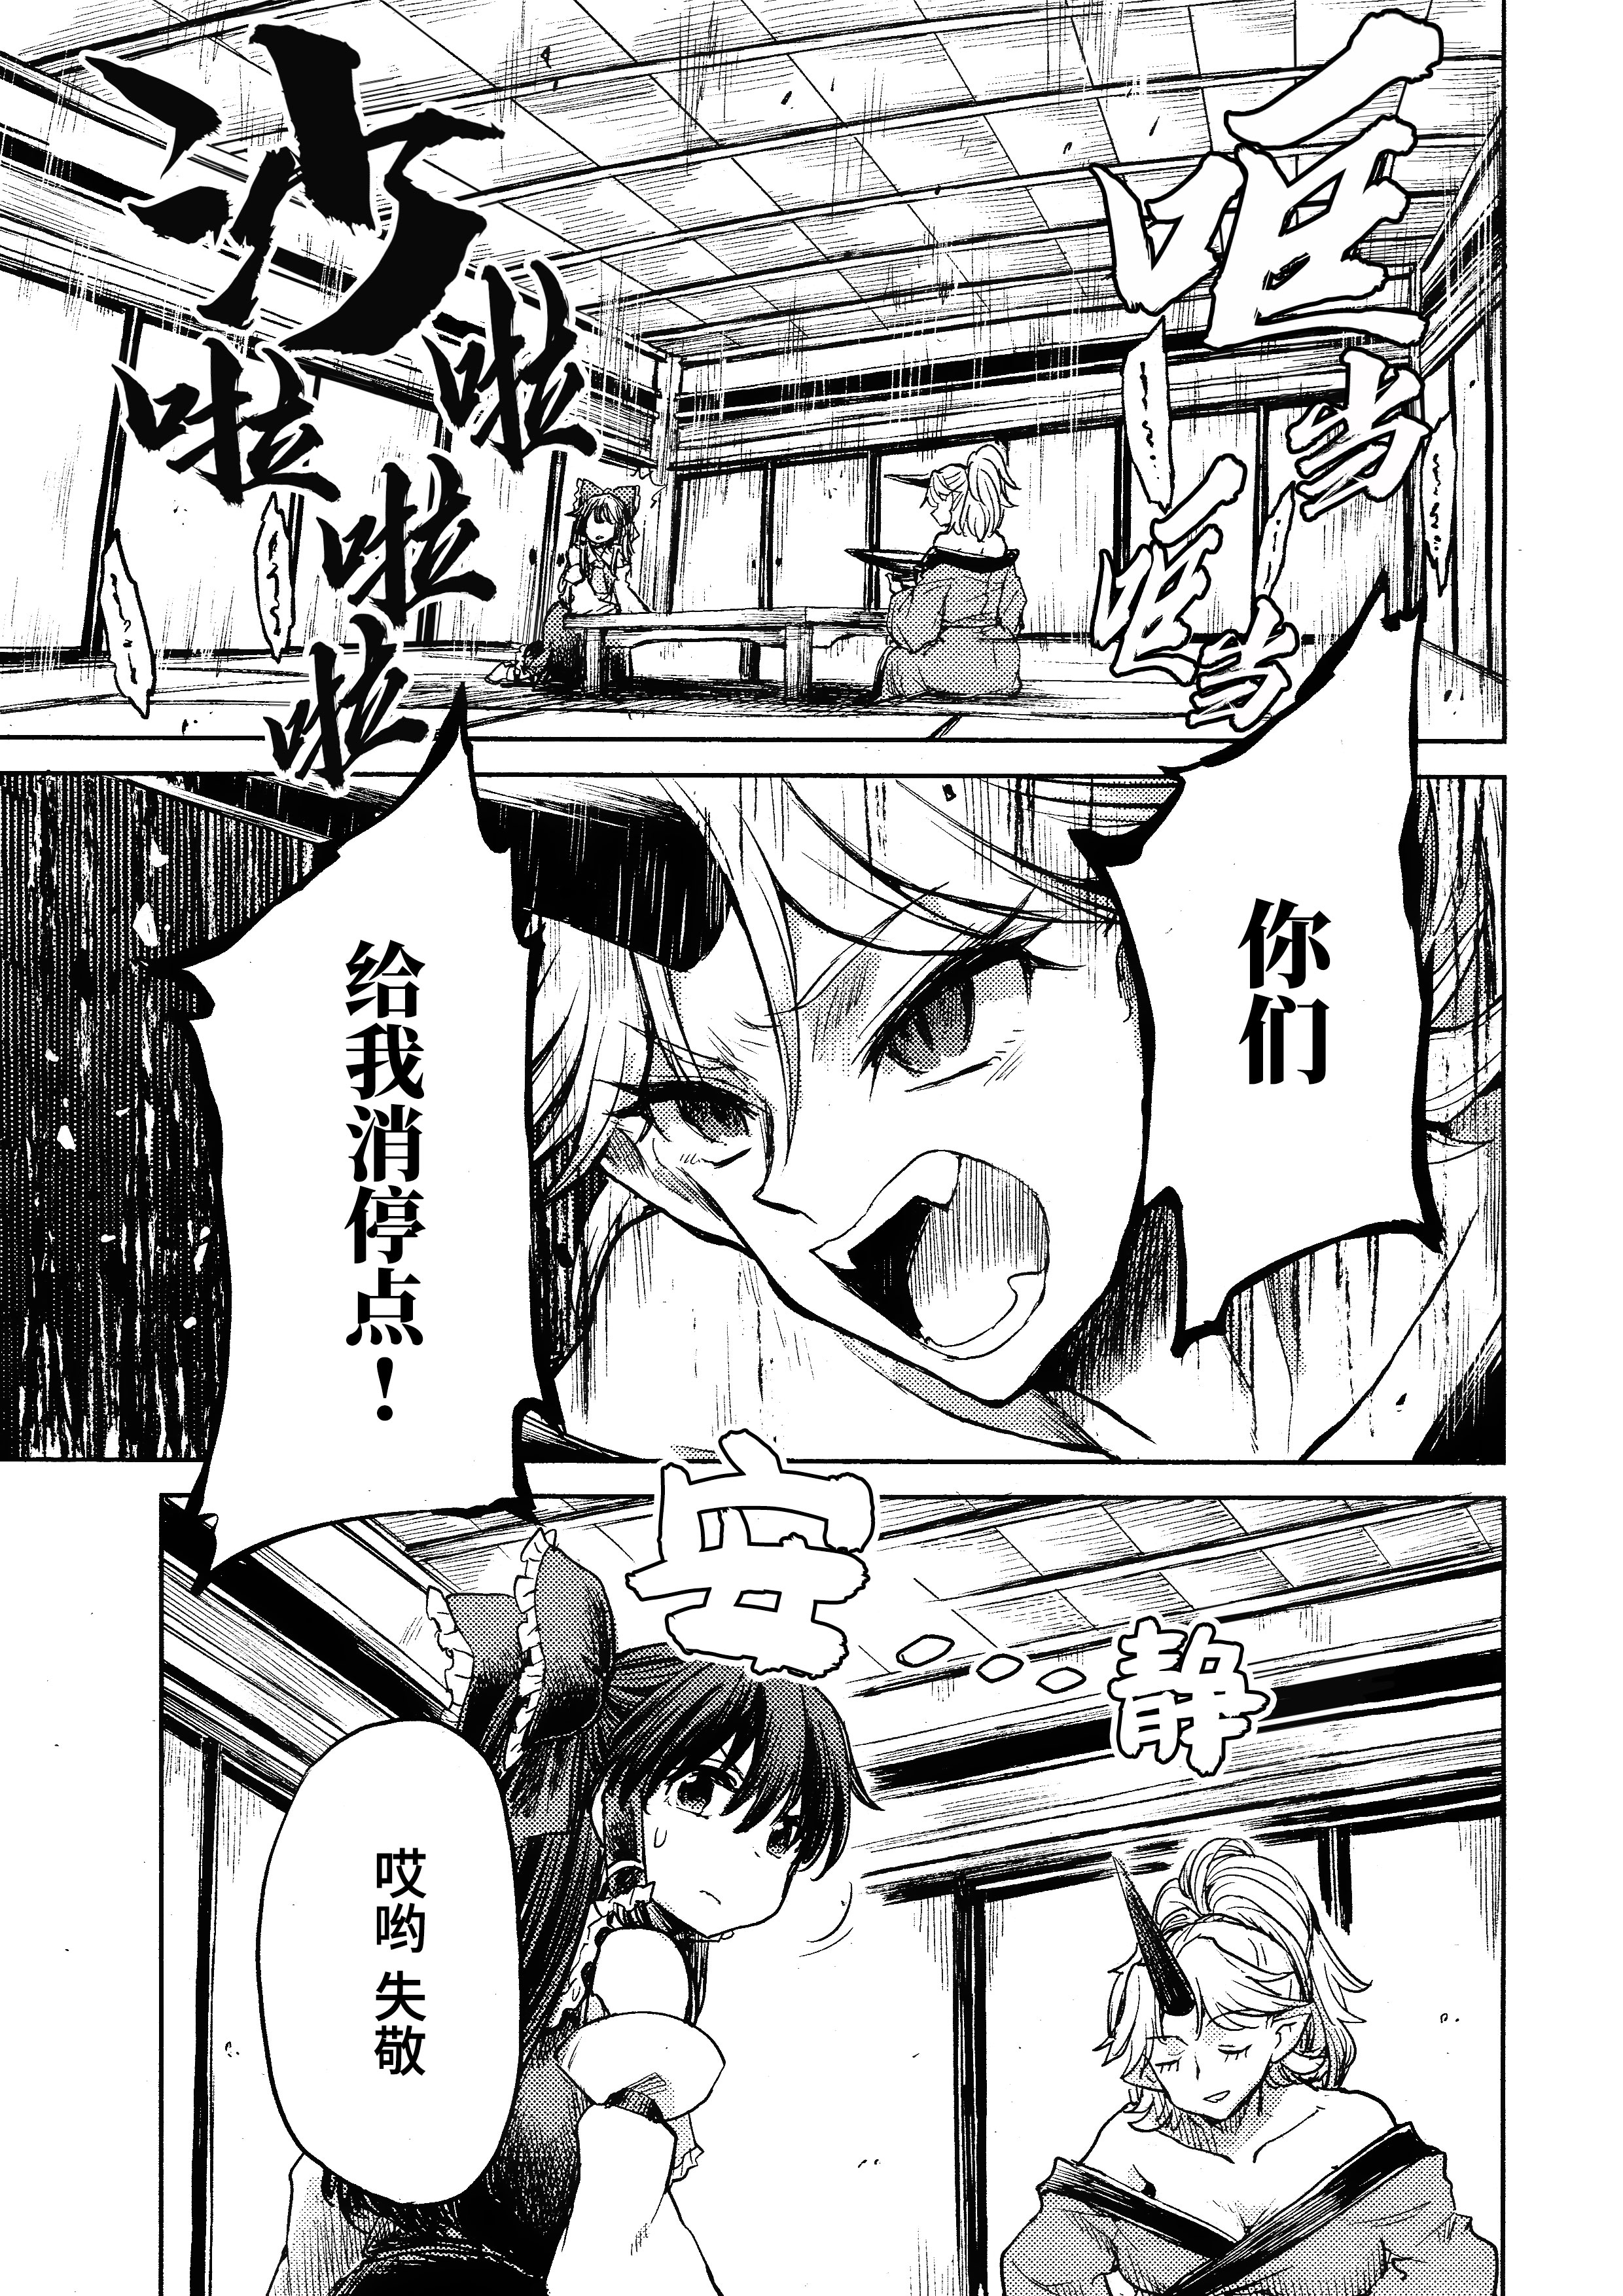 哐当
哐当
沙啦啦啦啦
你们
给我消停点！
安...静
哎哟 失敬